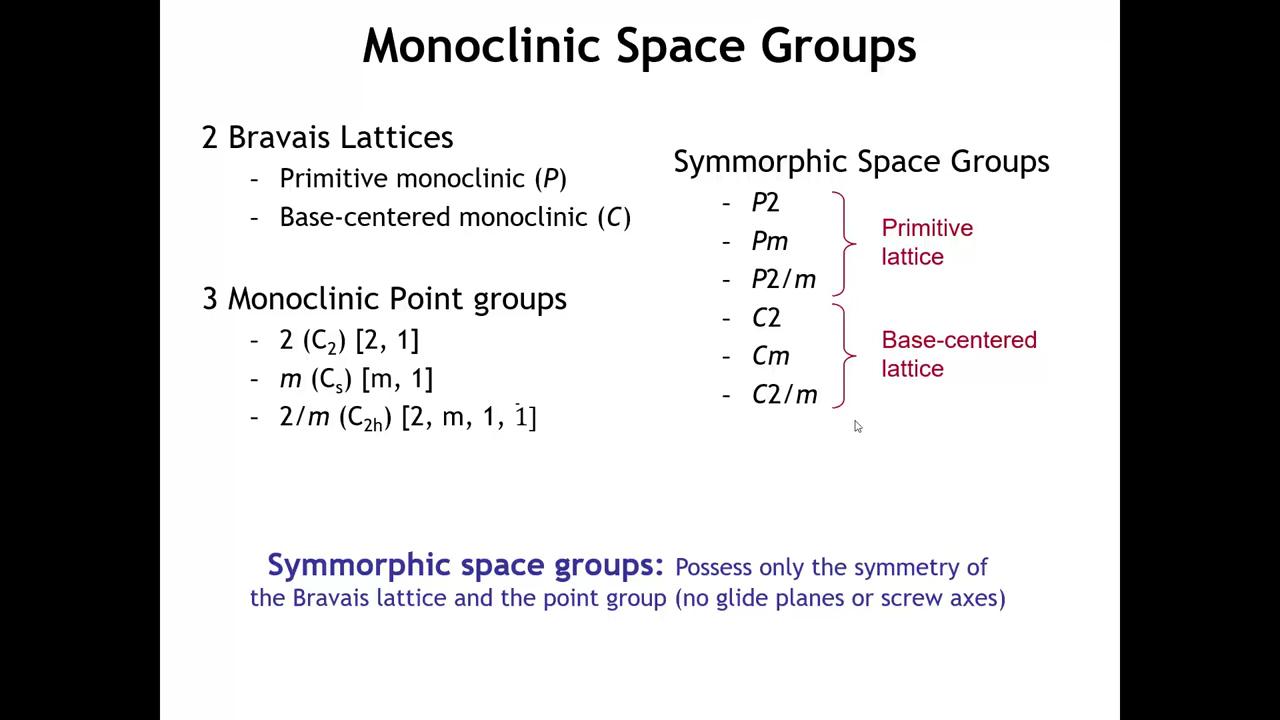 Monoclinic Space Groups
2 Bravais Lattices
- Primitive monoclinic (P)
- Base-centered monoclinic (C)
3 Monoclinic Point groups
- 2 (C₂) [2, 1]
- m (Cₛ) [m, 1]
- 2/m (C₂ₕ) [2, m, 1, 1̄]
Symmorphic Space Groups
- P2
- Pm
- P2/m
Primitive
lattice
- C2
- Cm
- C2/m
Base-centered
lattice
Symmorphic space groups: Possess only the symmetry of
the Bravais lattice and the point group (no glide planes or screw axes)